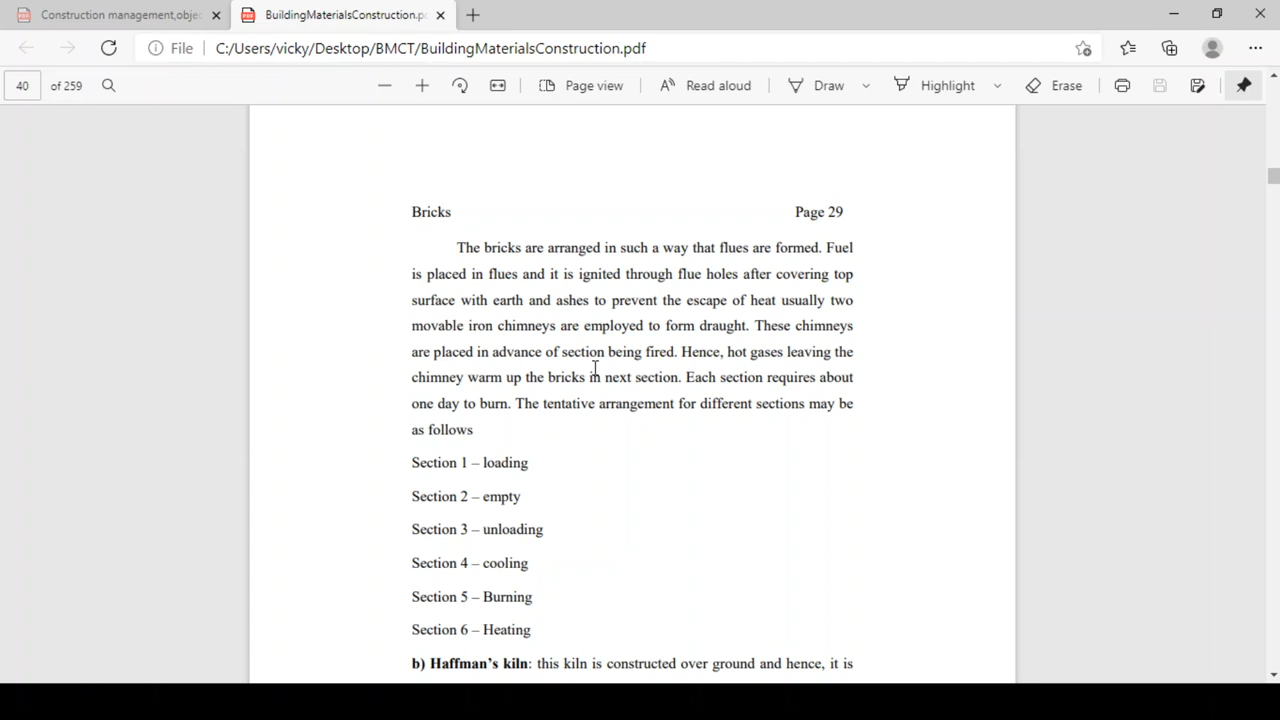 Construction management,objec
BuildingMaterialsConstruction.pd
File
C:/Users/vicky/Desktop/BMCT/BuildingMaterialsConstruction.pdf
40 of 259
Page view
Read aloud
Draw
Highlight
Erase
Bricks Page 29
The bricks are arranged in such a way that flues are formed. Fuel
is placed in flues and it is ignited through flue holes after covering top
surface with earth and ashes to prevent the escape of heat usually two
movable iron chimneys are employed to form draught. These chimneys
are placed in advance of section being fired. Hence, hot gases leaving the
chimney warm up the bricks in next section. Each section requires about
one day to burn. The tentative arrangement for different sections may be
as follows
Section 1 – loading
Section 2 – empty
Section 3 – unloading
Section 4 – cooling
Section 5 – Burning
Section 6 – Heating
b) Haffman's kiln: this kiln is constructed over ground and hence, it is